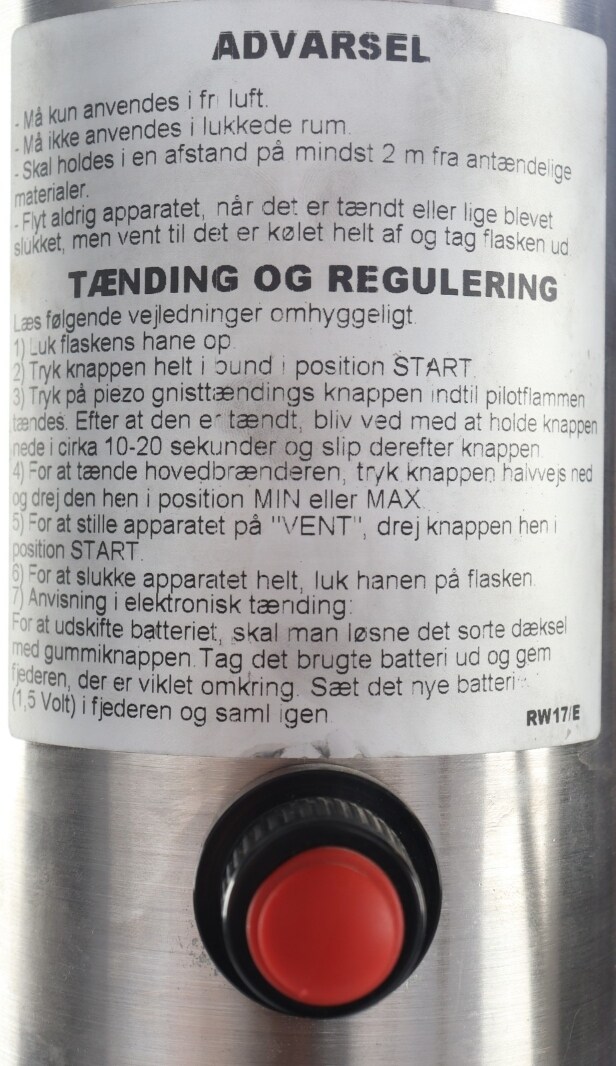 ADVARSEL
- Må kun anvendes i fri luft.
- Må ikke anvendes i lukkede rum.
- Skal holdes i en afstand på mindst 2 m fra antændelige
materialer.
- Flyt aldrig apparatet, når det er tændt eller lige blevet
slukket, men vent til det er kølet helt af og tag flasken ud
TÆNDING OG REGULERING
Læs følgende vejledninger omhyggeligt.
1) Luk flaskens hane op.
2) Tryk knappen helt i bund i position START.
3) Tryk på piezo gnisttændings knappen indtil pilotflammen
tændes. Efter at den er tændt, bliv ved med at holde knappen
nede i cirka 10-20 sekunder og slip derefter knappen.
4) For at tænde hovedbrænderen, tryk knappen halvvejs ned
og drej den hen i position MIN eller MAX.
5) For at stille apparatet på "VENT", drej knappen hen i
position START.
6) For at slukke apparatet helt, luk hanen på flasken.
7) Anvisning i elektronisk tænding:
For at udskifte batteriet, skal man løsne det sorte dæksel
med gummiknappen. Tag det brugte batteri ud og gem
fjederen, der er viklet omkring. Sæt det nye batteri
(1,5 Volt) i fjederen og saml igen.
RW17/E